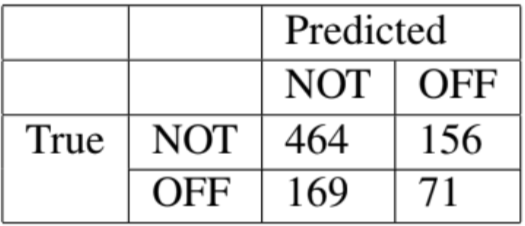 Predicted
NOT OFF
True NOT 464 156
OFF 169 71